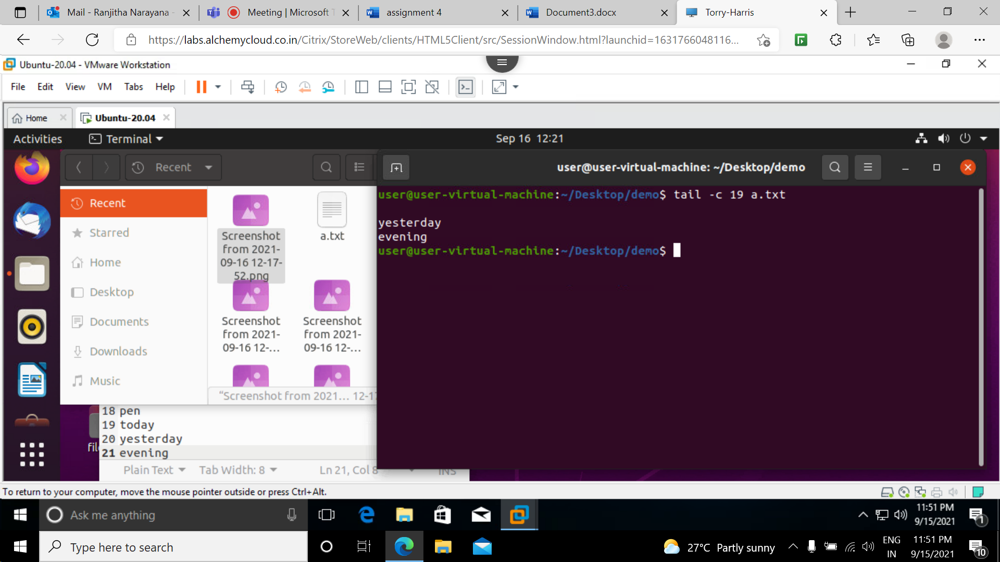 Mail - Ranjitha Narayana -
Meeting | Microsoft T
assignment 4
Document3.docx
Torry-Harris
https://labs.alchemycloud.co.in/Citrix/StoreWeb/clients/HTML5Client/src/SessionWindow.html?launchid=1631766048116...
Ubuntu-20.04 - VMware Workstation
File Edit View VM Tabs Help
Home
Ubuntu-20.04
Activities
Terminal
Sep 16 12:21
Recent
user@user-virtual-machine: ~/Desktop/demo
Recent
Starred
Home
Desktop
Documents
Downloads
Music
Screenshot
from 2021-
09-16 12-17-
52.png
a.txt
Screenshot
from 2021-
09-16 12-...
Screenshot
from 2021-
09-16 12-...
“Screenshot from 2021... 12-17
user@user-virtual-machine:~/Desktop/demo$ tail -c 19 a.txt
yesterday
evening
user@user-virtual-machine:~/Desktop/demo$
18 pen
19 today
20 yesterday
21 evening
Plain Text
Tab Width: 8
Ln 21, Col 8
INS
To return to your computer, move the mouse pointer outside or press Ctrl+Alt.
Ask me anything
11:51 PM
9/15/2021
1
Type here to search
27°C Partly sunny
ENG
IN
11:51 PM
9/15/2021
10